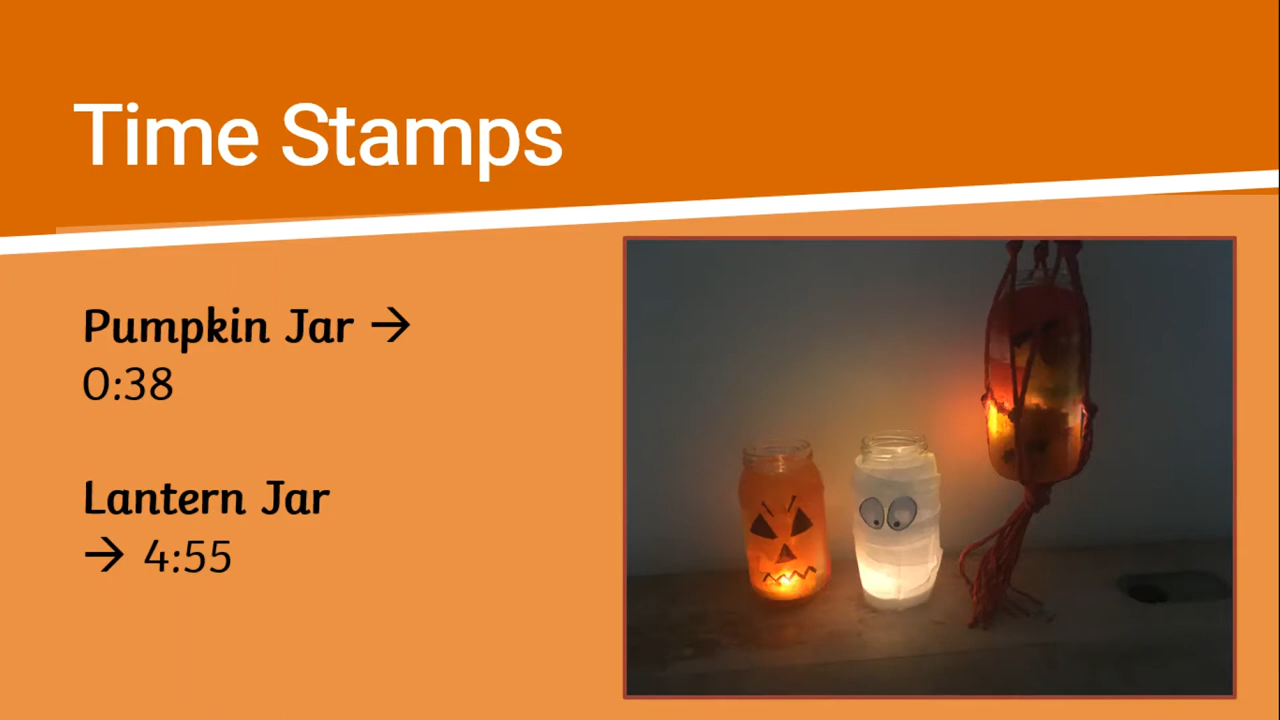 Time Stamps
Pumpkin Jar →
0:38
Lantern Jar
→ 4:55